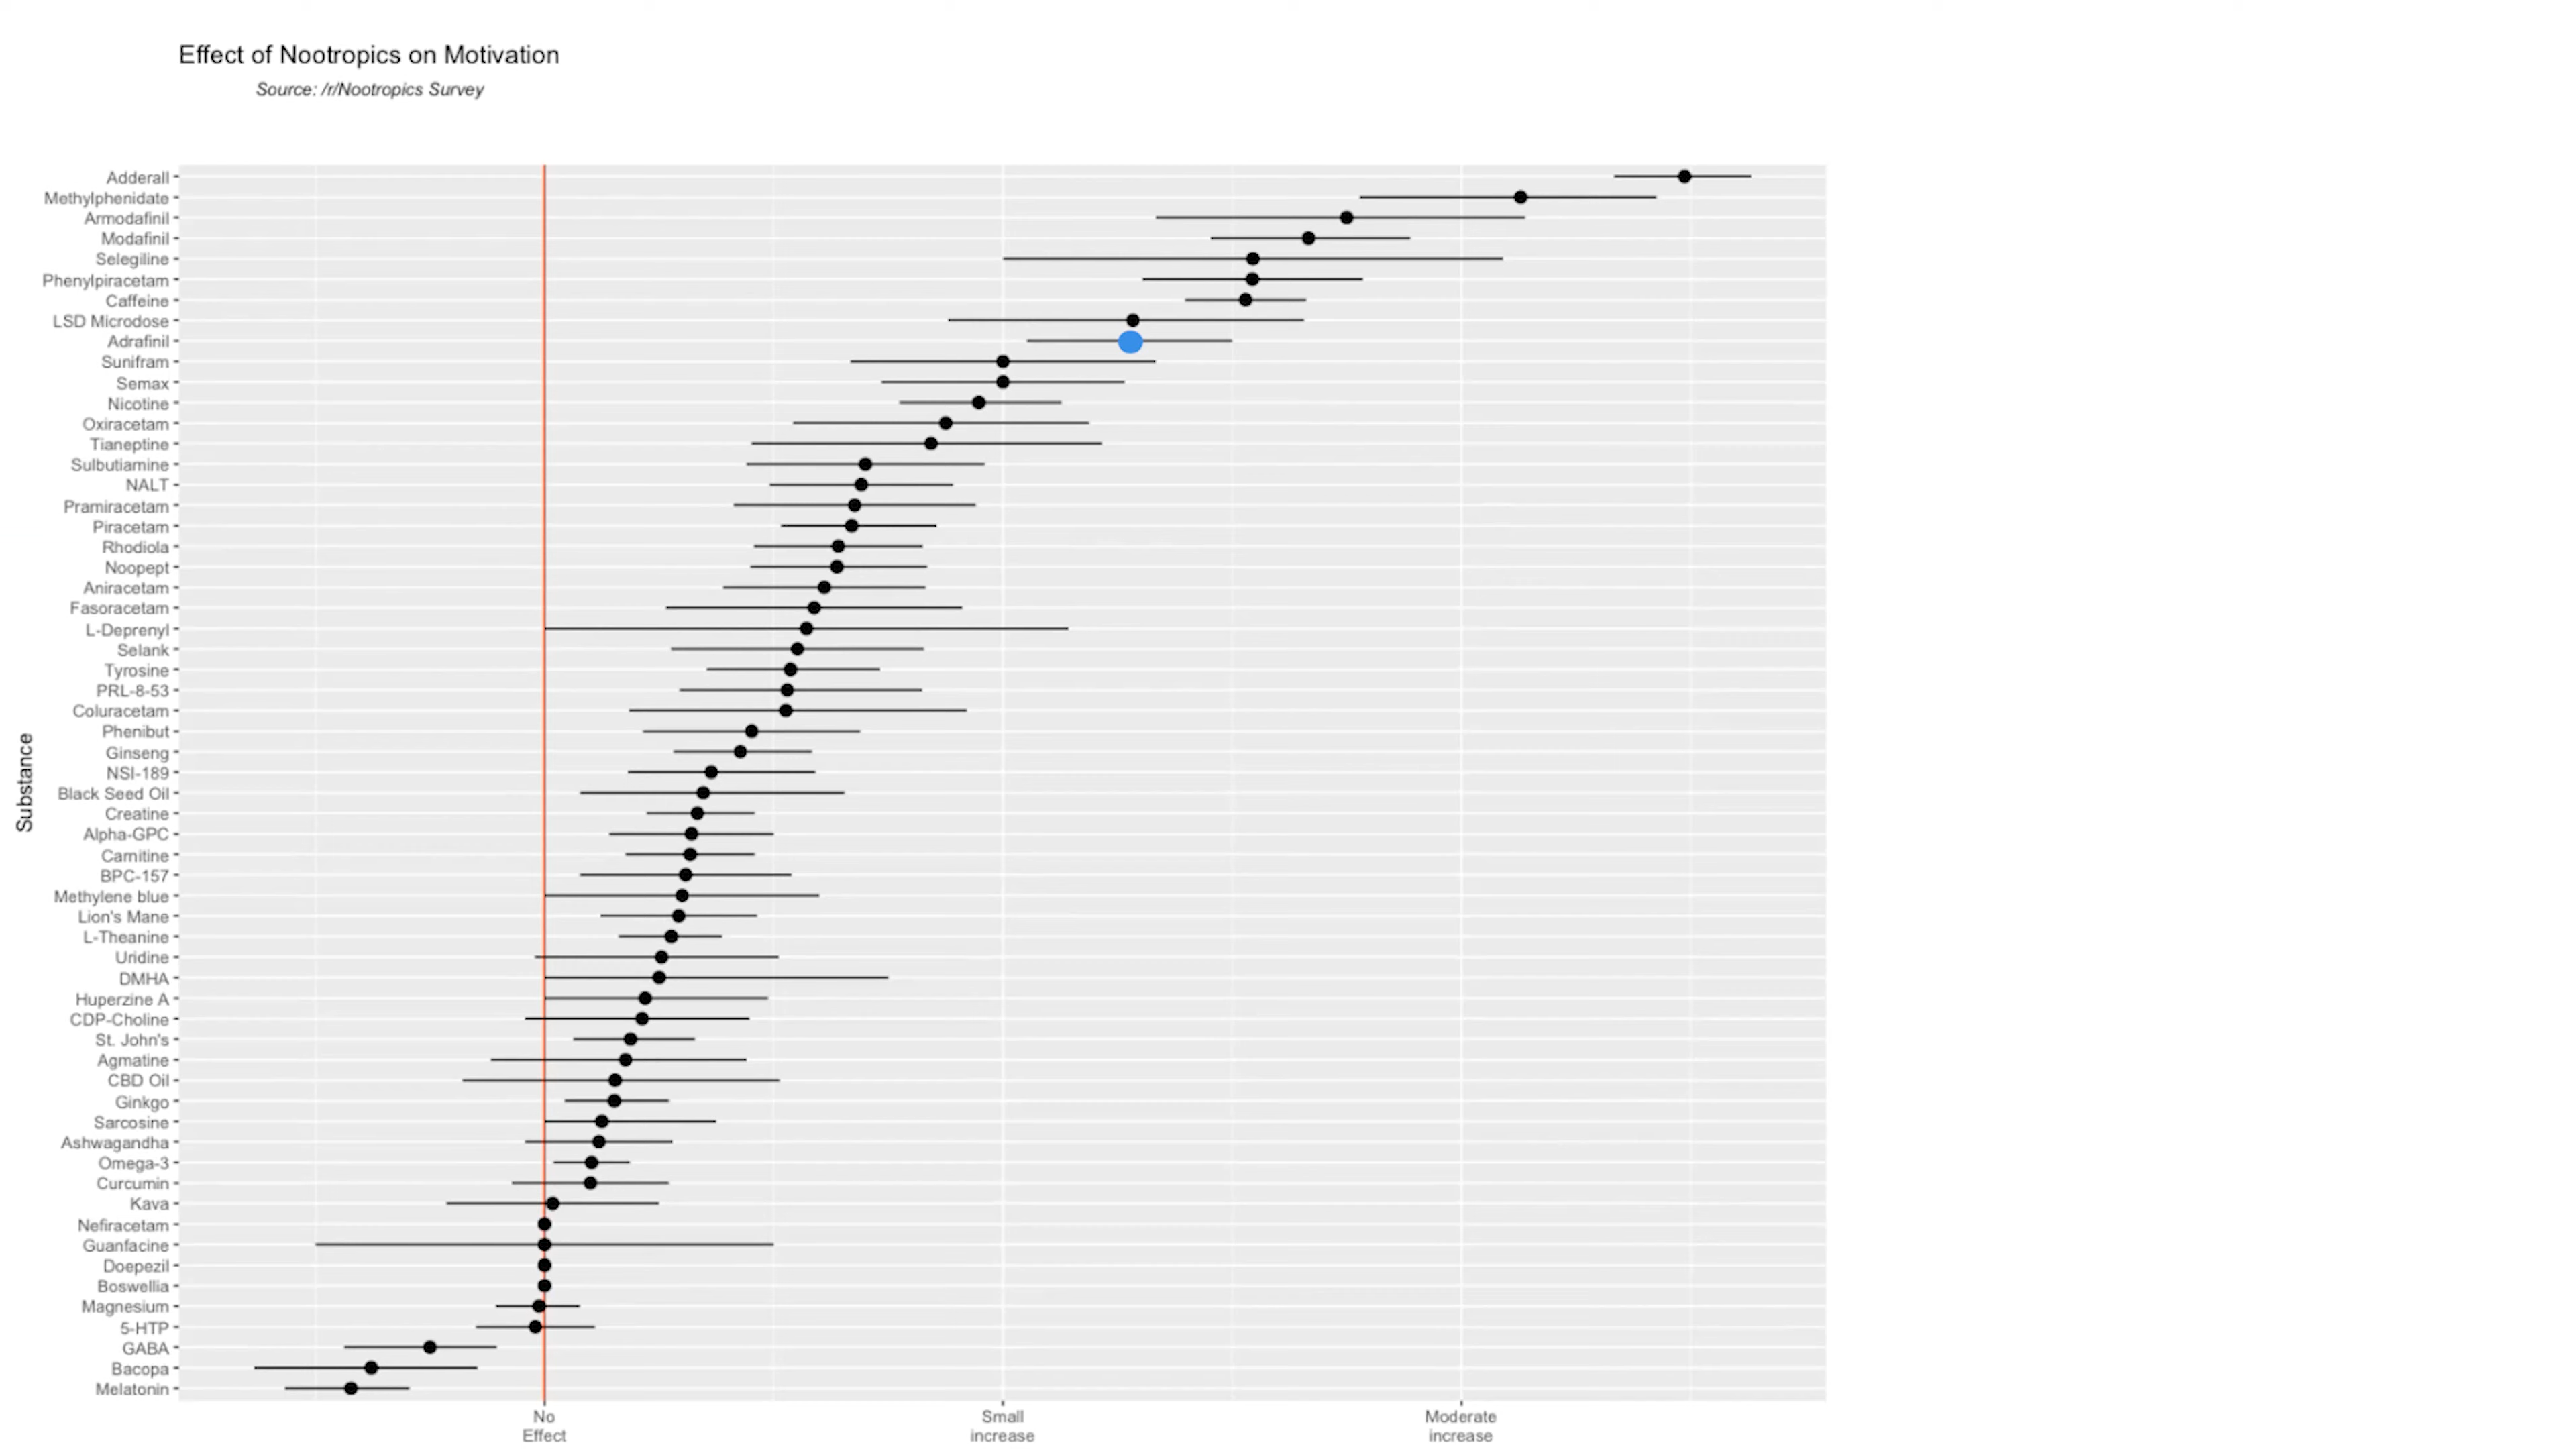 Effect of Nootropics on Motivation
Source: /r/Nootropics Survey
Substance
Adderall
Methylphenidate
Armodafinil
Modafinil
Selegiline
Phenylpiracetam
Caffeine
LSD Microdose
Adrafinil
Sunifram
Semax
Nicotine
Oxiracetam
Tianeptine
Sulbutiamine
NALT
Pramiracetam
Piracetam
Rhodiola
Noopept
Aniracetam
Fasoracetam
L-Deprenyl
Selank
Tyrosine
PRL-8-53
Coluracetam
Phenibut
Ginseng
NSI-189
Black Seed Oil
Creatine
Alpha-GPC
Carnitine
BPC-157
Methylene blue
Lion's Mane
L-Theanine
Uridine
DMHA
Huperzine A
CDP-Choline
St. John's
Agmatine
CBD Oil
Ginkgo
Sarcosine
Ashwagandha
Omega-3
Curcumin
Kava
Nefiracetam
Guanfacine
Doepezil
Boswellia
Magnesium
5-HTP
GABA
Bacopa
Melatonin
No
Effect
Small
increase
Moderate
increase